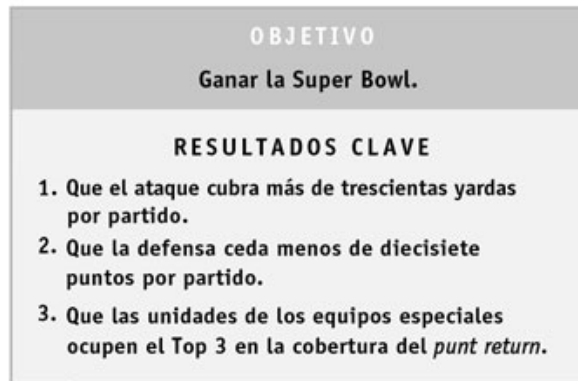 OBJETIVO
Ganar la Super Bowl.
RESULTADOS CLAVE
1. Que el ataque cubra más de trescientas yardas
por partido.
2. Que la defensa ceda menos de diecisiete
puntos por partido.
3. Que las unidades de los equipos especiales
ocupen el Top 3 en la cobertura del punt return.